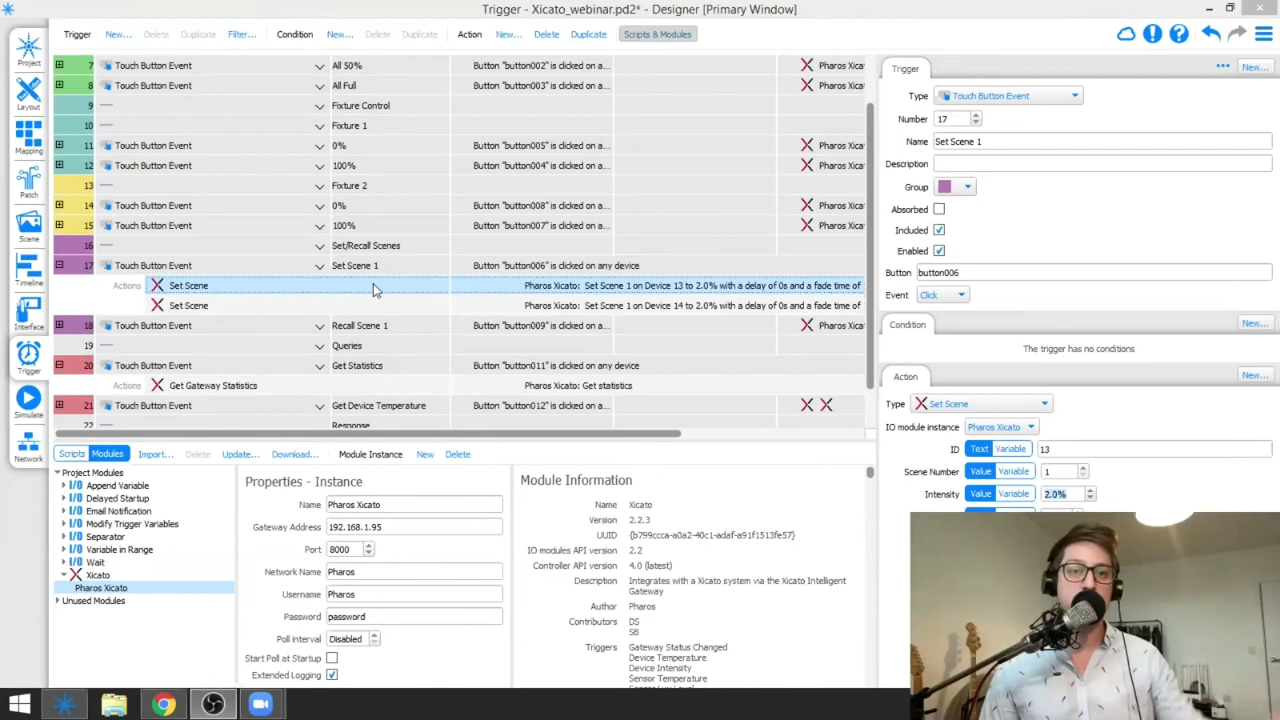 Trigger - Xicato_webinar.pd2* - Designer [Primary Window]
Project
Layout
Mapping
Patch
Scene
Timeline
Interface
Trigger
Simulate
Network
Trigger New... Delete Duplicate Filter... Condition New... Delete Duplicate Action New... Delete Duplicate Scripts & Modules
7 Touch Button Event All 50% Button "button002" is clicked on a... Pharos Xicat
8 Touch Button Event All Full Button "button003" is clicked on a... Pharos Xicat
9 Fixture Control
10 Fixture 1
11 Touch Button Event 0% Button "button005" is clicked on a... Pharos Xicat
12 Touch Button Event 100% Button "button004" is clicked on a... Pharos Xicat
13 Fixture 2
14 Touch Button Event 0% Button "button008" is clicked on a... Pharos Xicat
15 Touch Button Event 100% Button "button007" is clicked on a... Pharos Xicat
16 Set/Recall Scenes
17 Touch Button Event Set Scene 1 Button "button006" is clicked on any device
Actions Set Scene Pharos Xicato: Set Scene 1 on Device 13 to 2.0% with a delay of 0s and a fade time of
Set Scene Pharos Xicato: Set Scene 1 on Device 14 to 2.0% with a delay of 0s and a fade time of
18 Touch Button Event Recall Scene 1 Button "button009" is clicked on a... Pharos Xicat
19 Queries
20 Touch Button Event Get Statistics Button "button011" is clicked on any device
Actions Get Gateway Statistics Pharos Xicato: Get statistics
21 Touch Button Event Get Device Temperature Button "button012" is clicked on a...
22 Response
Scripts Modules Import... Delete Update... Download... Module Instance New Delete
Project Modules
I/O Append Variable
I/O Delayed Startup
I/O Email Notification
I/O Modify Trigger Variables
I/O Separator
I/O Variable in Range
I/O Wait
Xicato
Pharos Xicato
Unused Modules
Properties - Instance
Name Pharos Xicato
Gateway Address 192.168.1.95
Port 8000
Network Name Pharos
Username Pharos
Password password
Poll interval Disabled
Start Poll at Startup
Extended Logging
Module Information
Name Xicato
Version 2.2.3
UUID {b799ccca-a0a2-40c1-adaf-a91f1513fe57}
IO modules API version 2.2
Controller API version 4.0 (latest)
Description Integrates with a Xicato system via the Xicato Intelligent
Gateway
Author Pharos
Contributors DS
SB
Triggers Gateway Status Changed
Device Temperature
Device Intensity
Sensor Temperature
Trigger ... New...
Type Touch Button Event
Number 17
Name Set Scene 1
Description
Group
Absorbed
Included
Enabled
Button button006
Event Click
Condition New...
The trigger has no conditions
Action New...
Type Set Scene
IO module instance Pharos Xicato
ID Text Variable 13
Scene Number Value Variable 1
Intensity Value Variable 2.0%